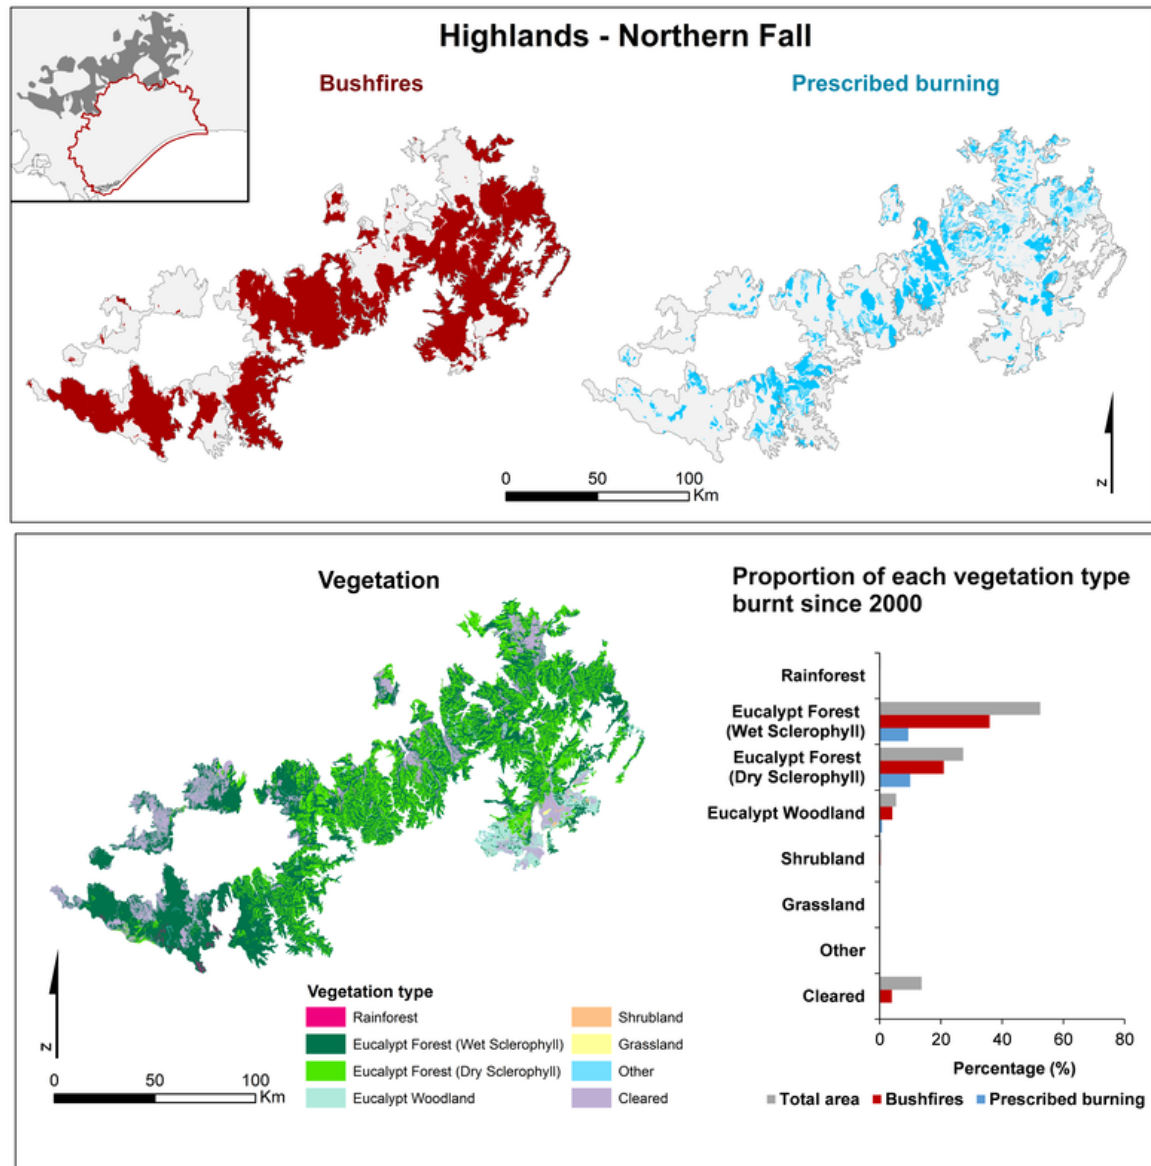 Highlands - Northern Fall
Bushfires
Prescribed burning
0
50
100
Km
z
Vegetation
Proportion of each vegetation type
burnt since 2000
Rainforest
Eucalypt Forest
(Wet Sclerophyll)
Eucalypt Forest
(Dry Sclerophyll)
Eucalypt Woodland
Shrubland
Grassland
Other
Cleared
0
20
40
60
80
Percentage (%)
Total area
Bushfires
Prescribed burning
z
0
50
100
Km
Vegetation type
Rainforest
Eucalypt Forest (Wet Sclerophyll)
Eucalypt Forest (Dry Sclerophyll)
Eucalypt Woodland
Shrubland
Grassland
Other
Cleared